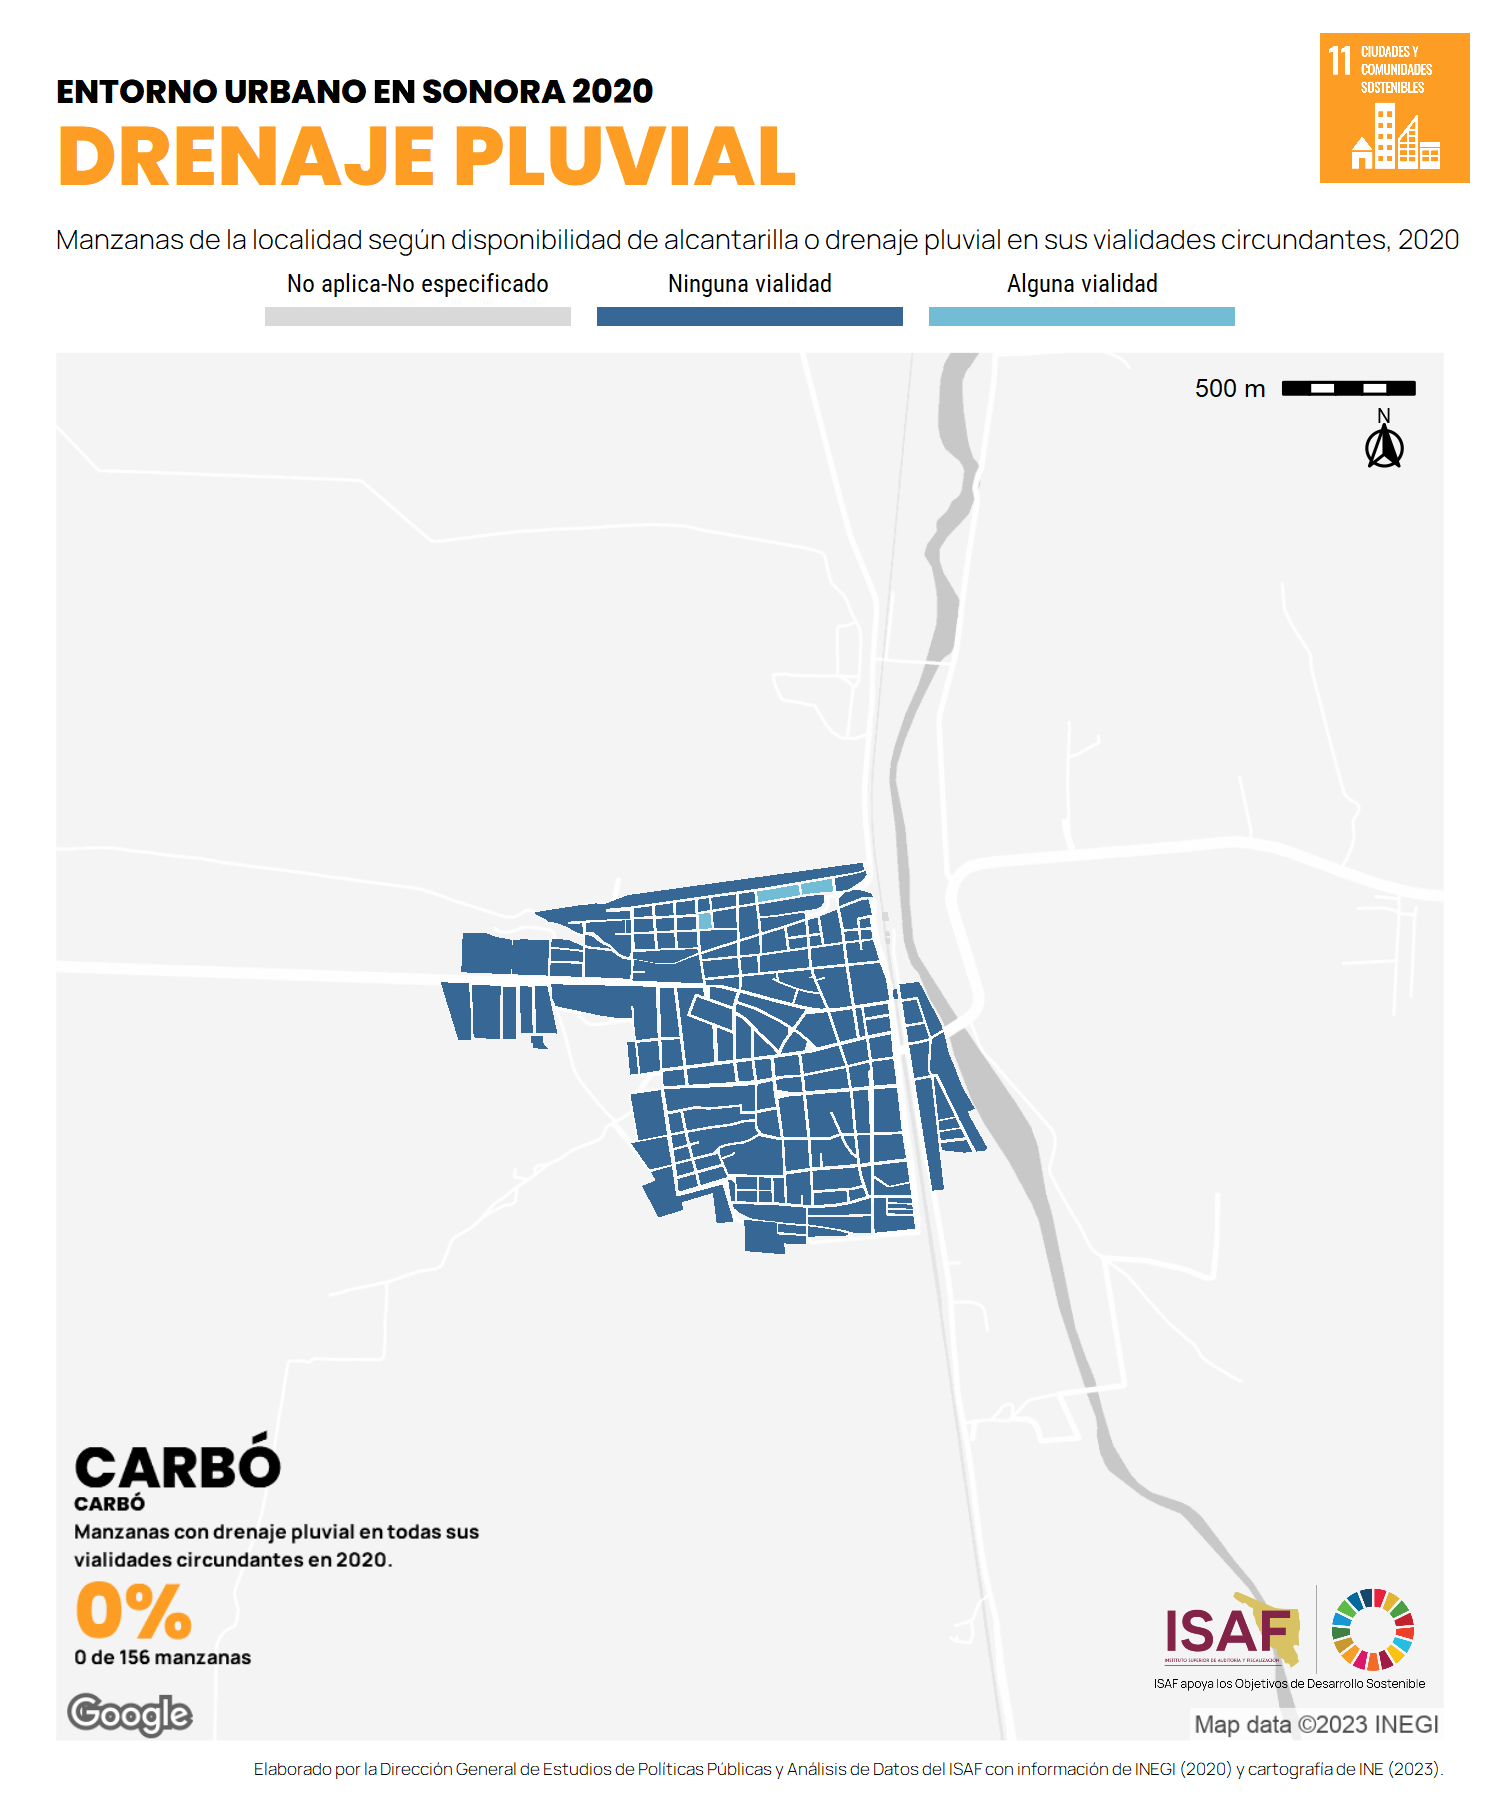 ENTORNO URBANO EN SONORA 2020
DRENAJE PLUVIAL
11 CIUDADES Y
COMUNIDADES
SOSTENIBLES
Manzanas de la localidad según disponibilidad de alcantarilla o drenaje pluvial en sus vialidades circundantes, 2020
No aplica-No especificado
Ninguna vialidad
Alguna vialidad
500 m
N
CARBÓ
CARBÓ
Manzanas con drenaje pluvial en todas sus
vialidades circundantes en 2020.
0%
0 de 156 manzanas
Google
ISAF
INSTITUTO SUPERIOR DE AUDITORÍA Y FISCALIZACIÓN
ISAF apoya los Objetivos de Desarrollo Sostenible
Map data ©2023 INEGI
Elaborado por la Dirección General de Estudios de Políticas Públicas y Análisis de Datos del ISAF con información de INEGI (2020) y cartografía de INE (2023).